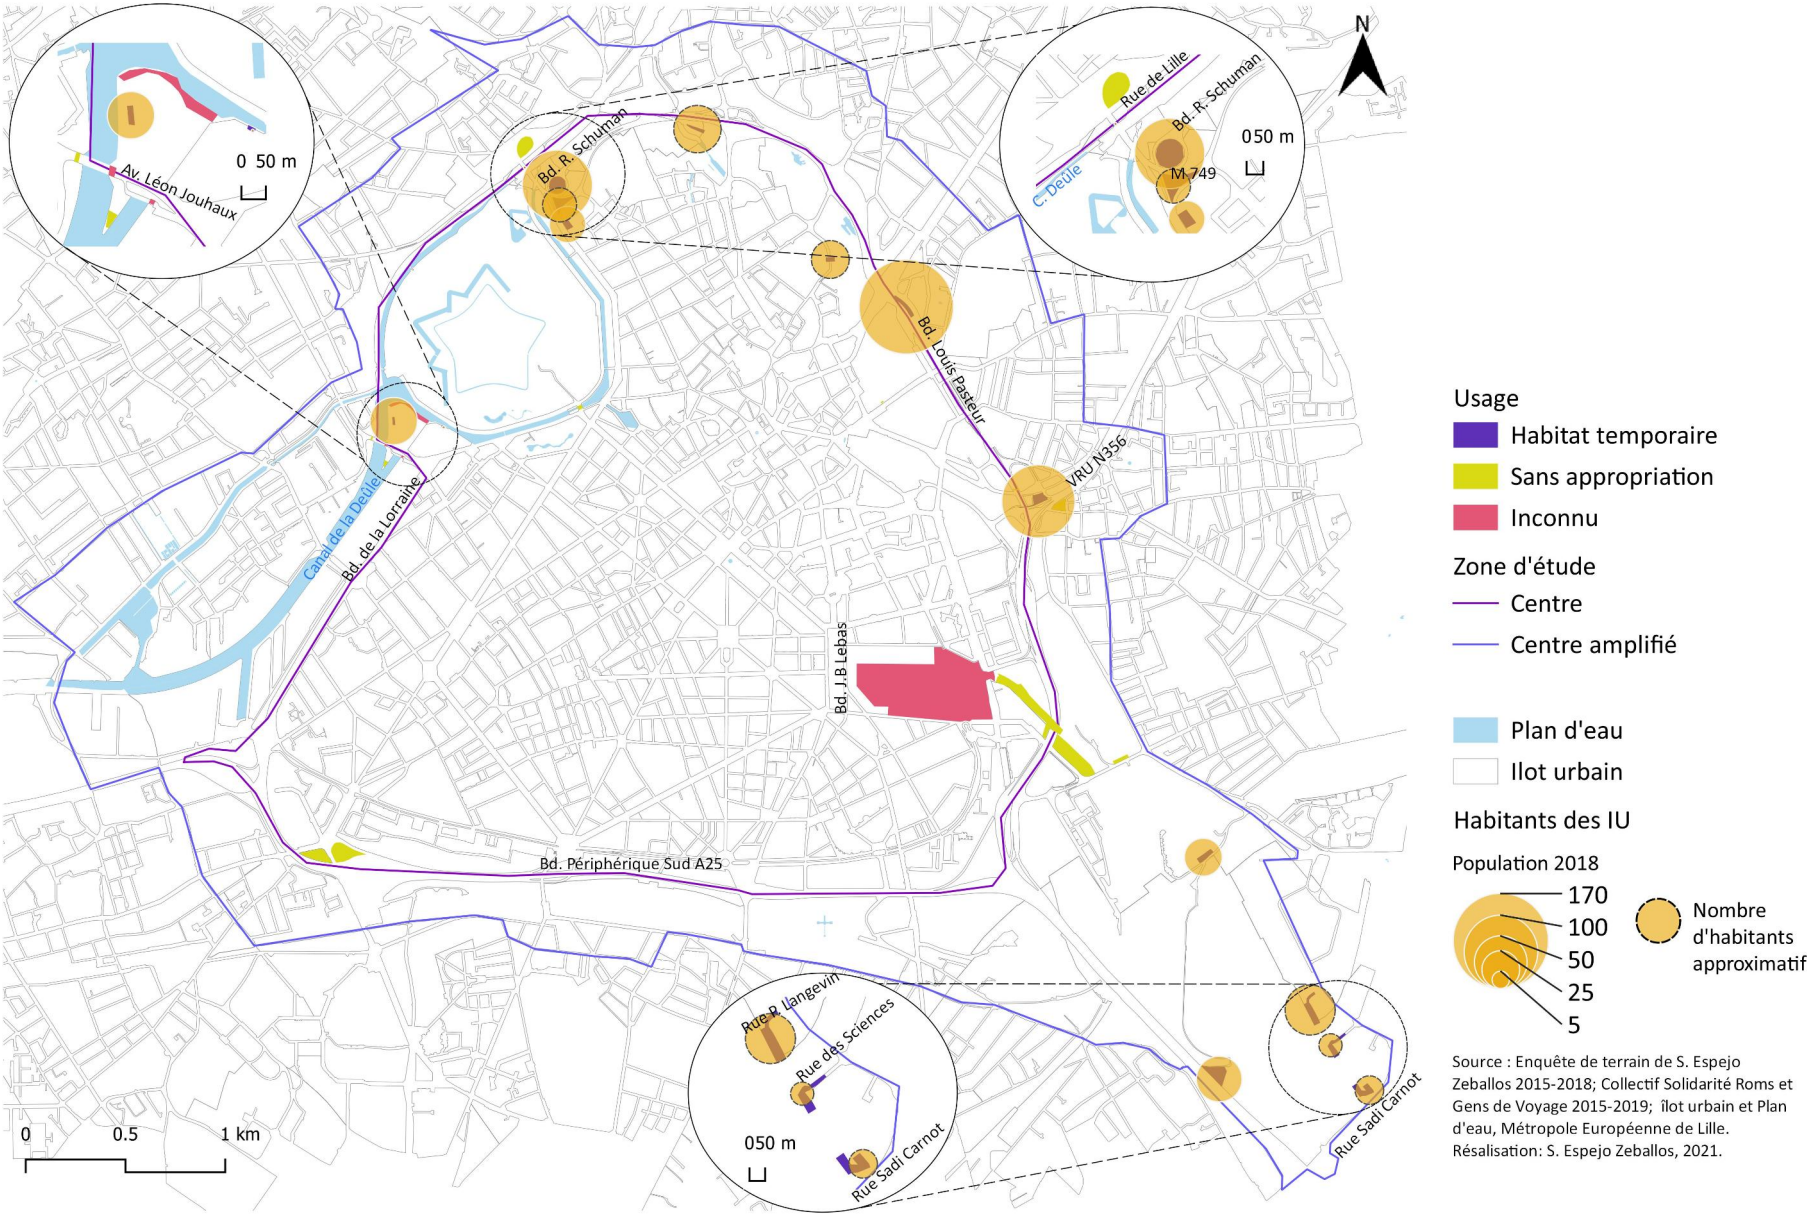 0 50 m
Av. Léon Jouhaux
Rue de Lille
Bd. R. Schuman
050 m
M 749
C. Deûle
N
Bd. R. Schuman
Bd. Louis Pasteur
VRU N356
Canal de la Deûle
Bd. de la Lorraine
Bd. J.B Lebas
Bd. Périphérique Sud A25
Rue P. Langevin
Rue des Sciences
050 m
Rue Sadi Carnot
Rue Sadi Carnot
0 0.5 1 km
Usage
Habitat temporaire
Sans appropriation
Inconnu
Zone d'étude
Centre
Centre amplifié
Plan d'eau
Ilot urbain
Habitants des IU
Population 2018
170
100
50
25
5
Nombre
d'habitants
approximatif
Source : Enquête de terrain de S. Espejo
Zeballos 2015-2018; Collectif Solidarité Roms et
Gens de Voyage 2015-2019; îlot urbain et Plan
d'eau, Métropole Européenne de Lille.
Résalisation: S. Espejo Zeballos, 2021.